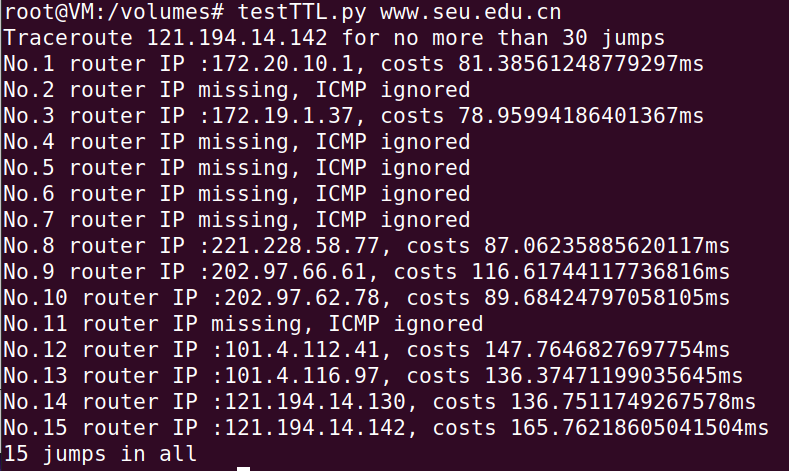 root@VM:/volumes# testTTL.py www.seu.edu.cn
Traceroute 121.194.14.142 for no more than 30 jumps
No.1 router IP :172.20.10.1, costs 81.38561248779297ms
No.2 router IP missing, ICMP ignored
No.3 router IP :172.19.1.37, costs 78.95994186401367ms
No.4 router IP missing, ICMP ignored
No.5 router IP missing, ICMP ignored
No.6 router IP missing, ICMP ignored
No.7 router IP missing, ICMP ignored
No.8 router IP :221.228.58.77, costs 87.06235885620117ms
No.9 router IP :202.97.66.61, costs 116.61744117736816ms
No.10 router IP :202.97.62.78, costs 89.68424797058105ms
No.11 router IP missing, ICMP ignored
No.12 router IP :101.4.112.41, costs 147.7646827697754ms
No.13 router IP :101.4.116.97, costs 136.37471199035645ms
No.14 router IP :121.194.14.130, costs 136.7511749267578ms
No.15 router IP :121.194.14.142, costs 165.76218605041504ms
15 jumps in all